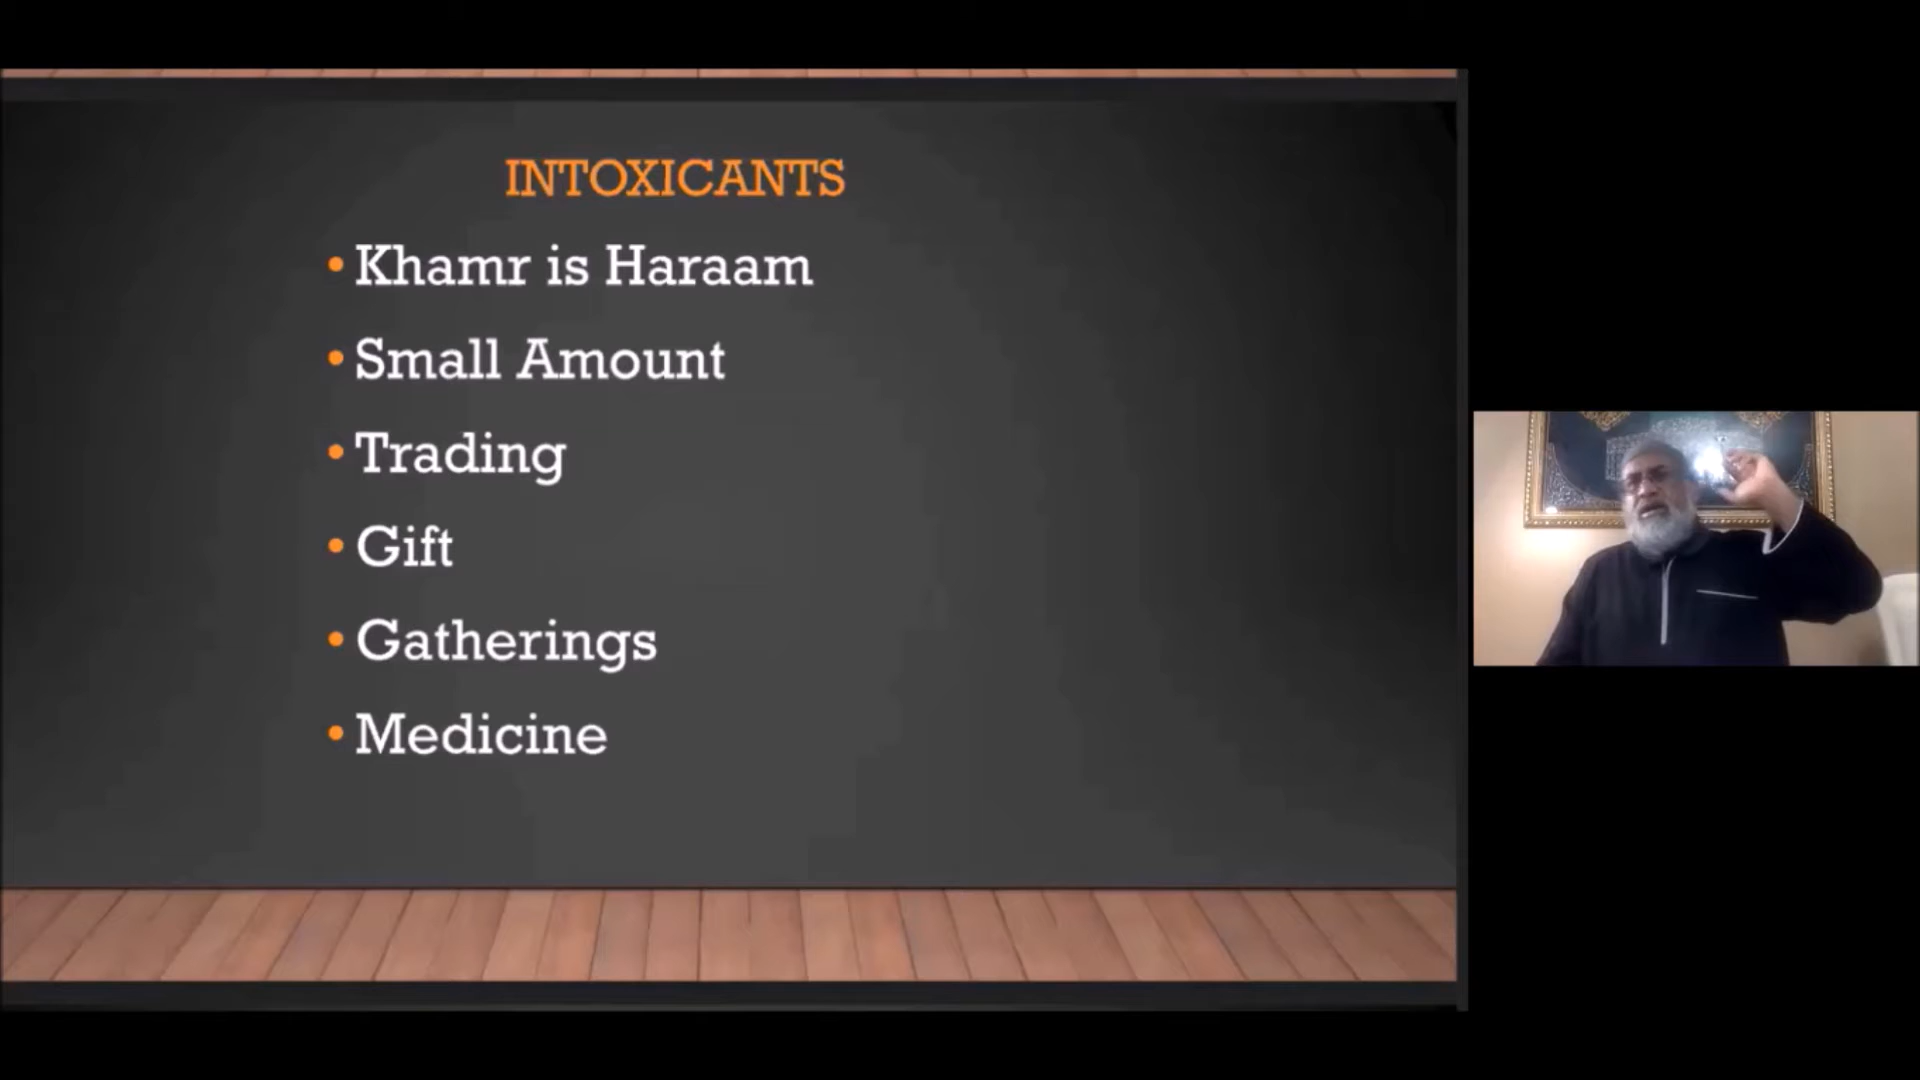 INTOXICANTS
• Khamr is Haraam
• Small Amount
• Trading
• Gift
• Gatherings
• Medicine